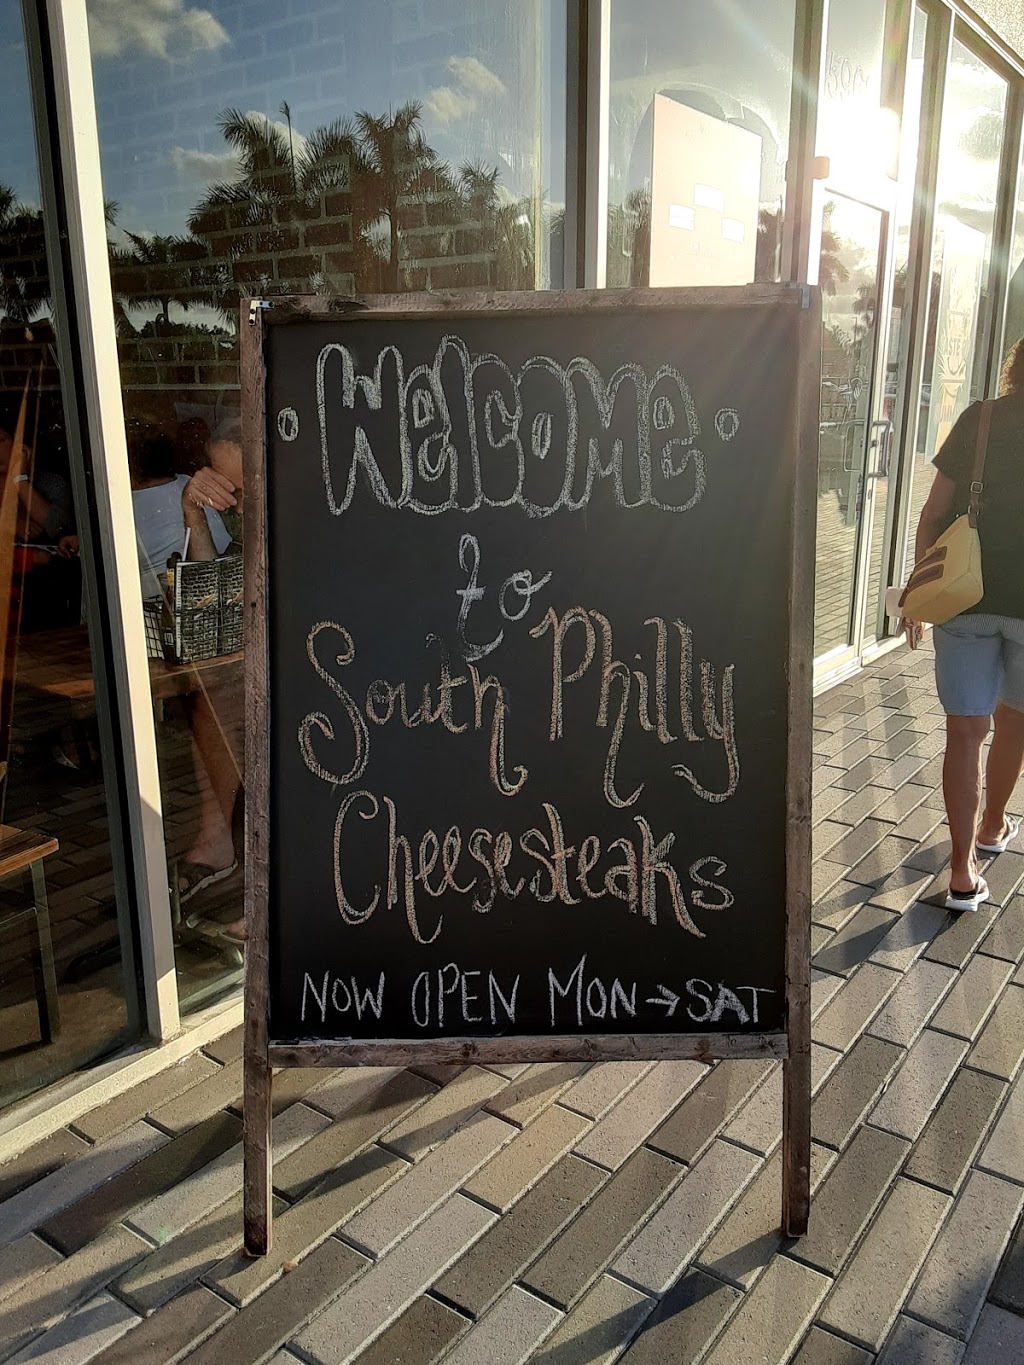 Welcome
to
South Philly
Cheesesteaks
NOW OPEN MON→SAT